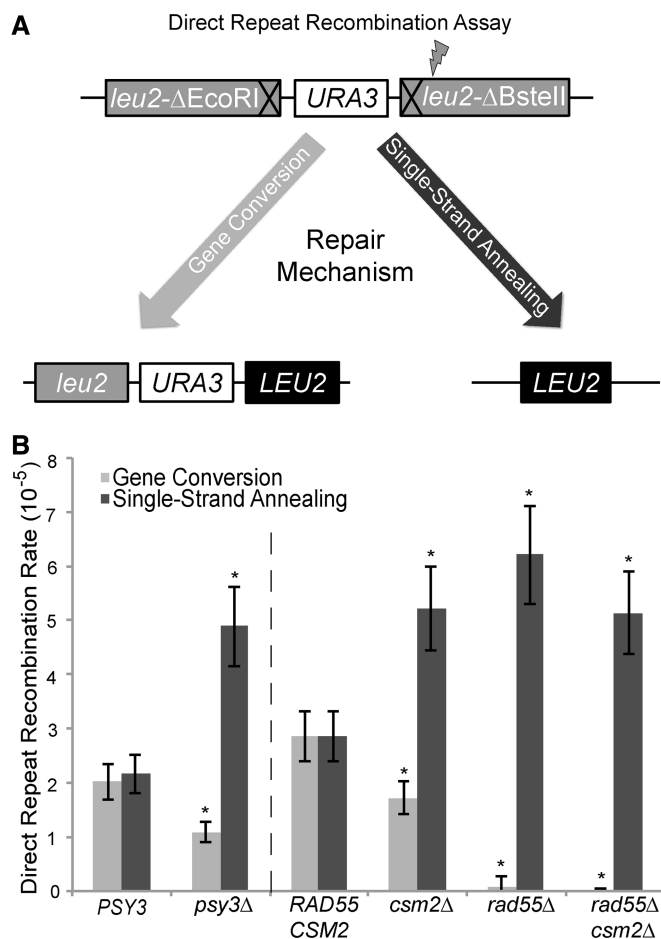 A
Direct Repeat Recombination Assay
leu2-ΔEcoRI
URA3
leu2-ΔBsteII
Gene Conversion
Single-Strand Annealing
Repair
Mechanism
leu2
URA3
LEU2
LEU2
B
Direct Repeat Recombination Rate (10⁻⁵)
8
7
6
5
4
3
2
1
0
Gene Conversion
Single-Strand Annealing
*
*
*
*
*
*
*
*
PSY3
psy3Δ
RAD55
CSM2
csm2Δ
rad55Δ
rad55Δ
csm2Δ